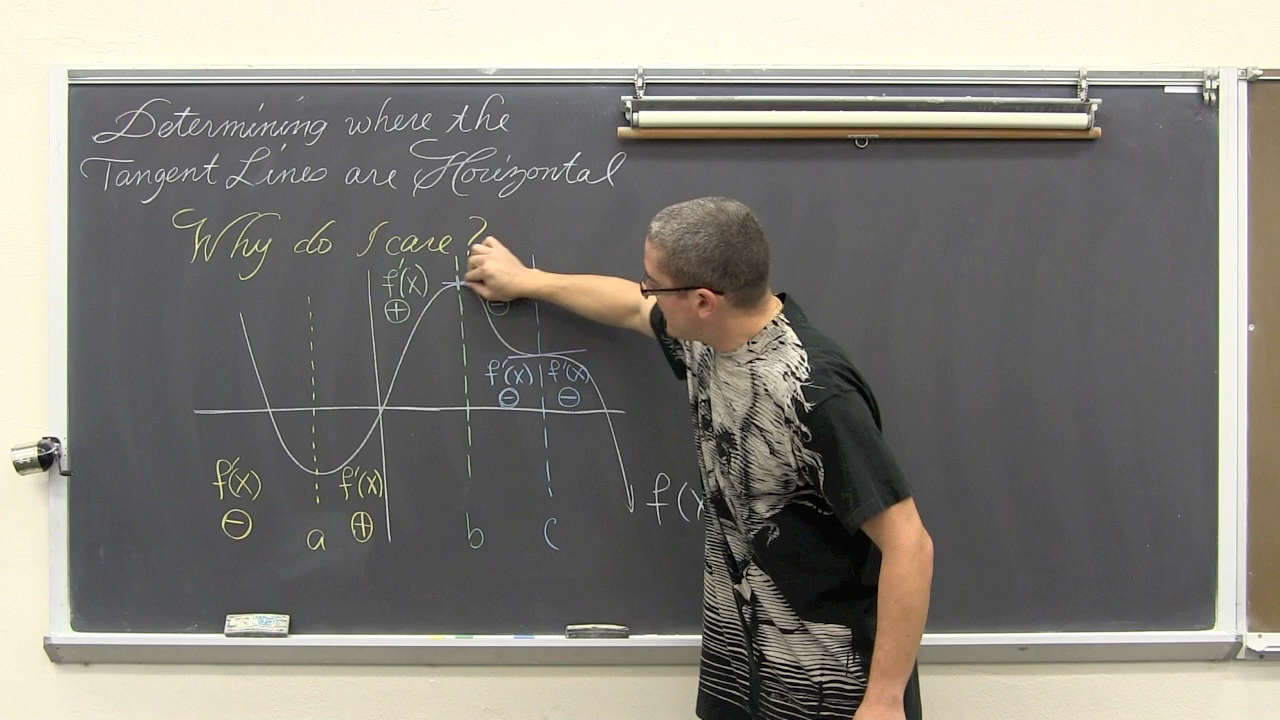 Determining where the
Tangent Lines are Horizontal
Why do I care?
f'(x)
+ −
f'(x) f'(x)
− −
f'(x) f'(x)
− a + b c
f(x